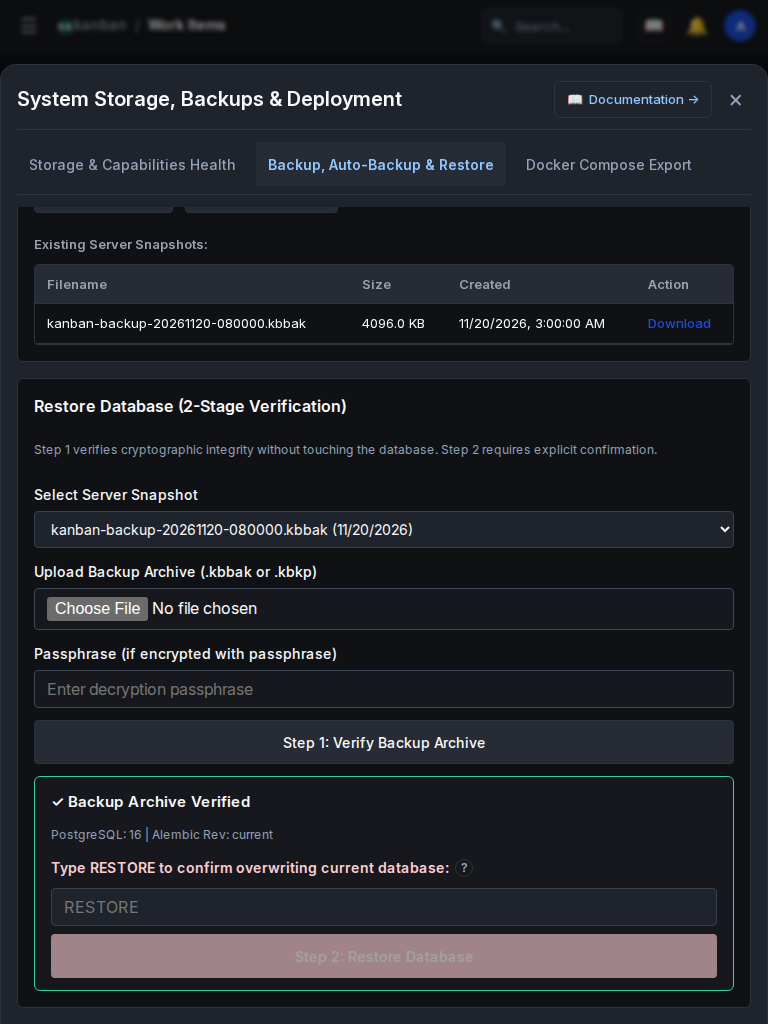 kanban / Work Items
Search...
A
System Storage, Backups & Deployment
Documentation →
Storage & Capabilities Health
Backup, Auto-Backup & Restore
Docker Compose Export
Existing Server Snapshots:
Filename Size Created Action
kanban-backup-20261120-080000.kbbak 4096.0 KB 11/20/2026, 3:00:00 AM Download
Restore Database (2-Stage Verification)
Step 1 verifies cryptographic integrity without touching the database. Step 2 requires explicit confirmation.
Select Server Snapshot
kanban-backup-20261120-080000.kbbak (11/20/2026)
Upload Backup Archive (.kbbak or .kbkp)
Choose File No file chosen
Passphrase (if encrypted with passphrase)
Enter decryption passphrase
Step 1: Verify Backup Archive
✓ Backup Archive Verified
PostgreSQL: 16 | Alembic Rev: current
Type RESTORE to confirm overwriting current database: ?
RESTORE
Step 2: Restore Database